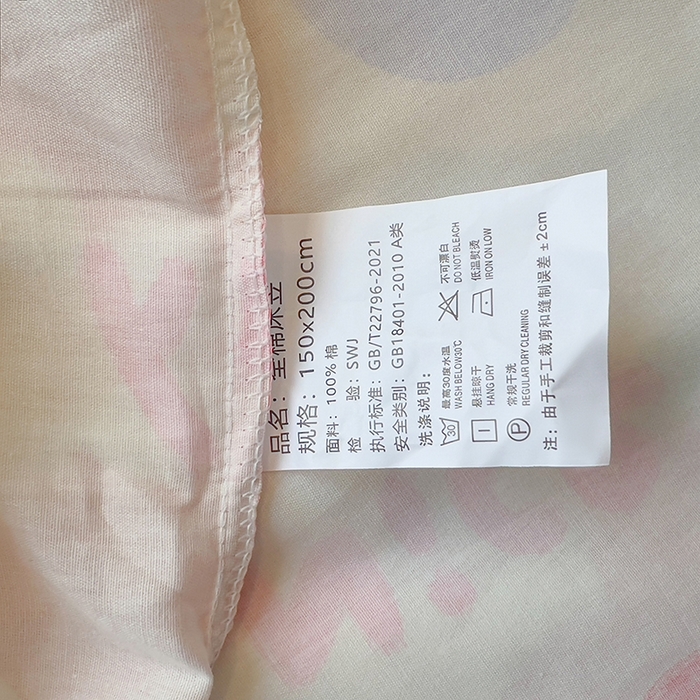 品名：全棉床笠
规格：150x200cm
面料：100% 棉
检 验：SWJ
执行标准：GB/T22796-2021
安全类别：GB18401-2010 A类
洗涤说明：
最高30度水温 不可漂白
30 WASH BELOW30℃ DO NOT BLEACH
悬挂晾干 低温熨烫
HANG DRY IRON ON LOW
常规干洗
P REGULAR DRY CLEANING
注：由于手工裁剪和缝制误差±2cm